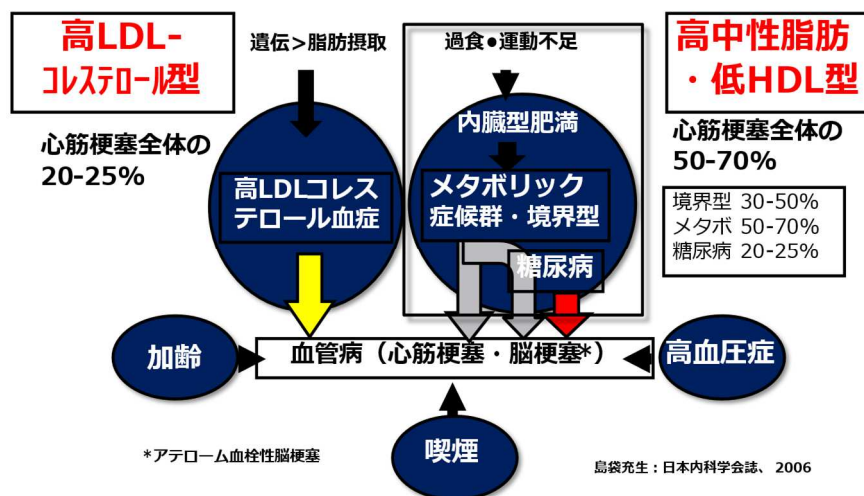 高LDL-
コレステロール型
遺伝>脂肪摂取
過食●運動不足
高中性脂肪
・低HDL型
心筋梗塞全体の
20-25%
内臓型肥満
心筋梗塞全体の
50-70%
高LDLコレス
テロール血症
メタボリック
症候群・境界型
境界型 30-50%
メタボ 50-70%
糖尿病 20-25%
糖尿病
加齢
血管病（心筋梗塞・脳梗塞*）
高血圧症
喫煙
*アテローム血栓性脳梗塞
島袋充生：日本内科学会誌、2006